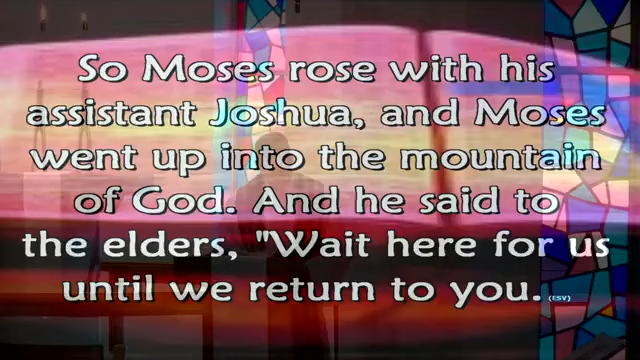 So Moses rose with his
assistant Joshua, and Moses
went up into the mountain
of God. And he said to
the elders, "Wait here for us
until we return to you. (ESV)